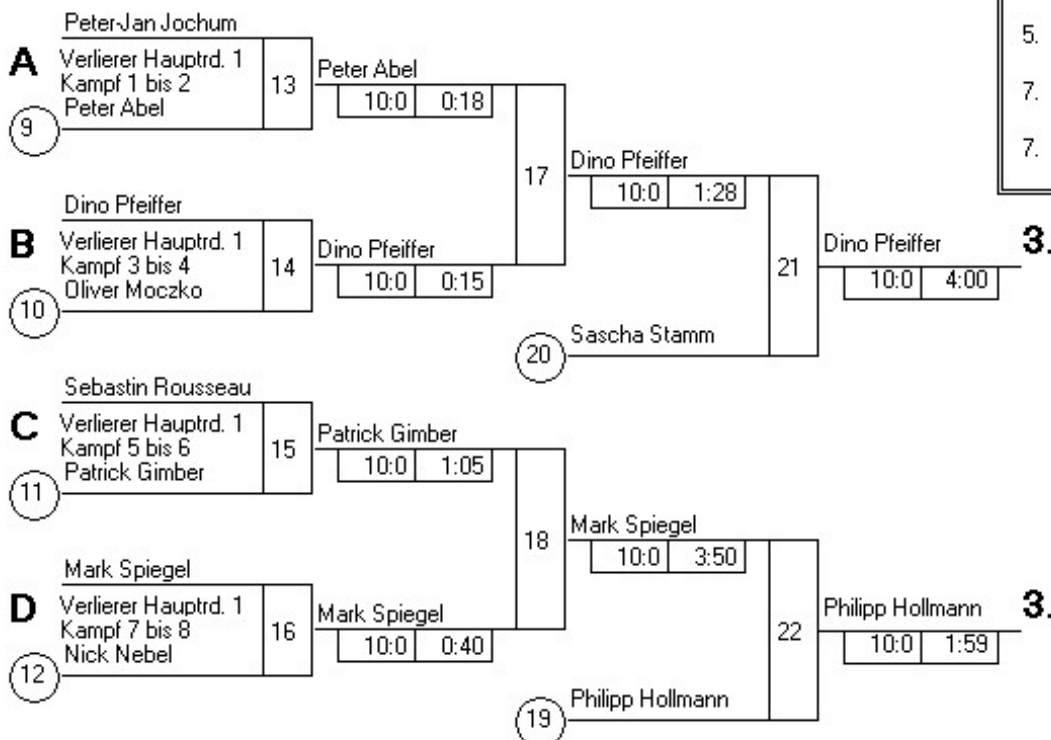 Peter-Jan Jochum
A
Verlierer Hauptrd. 1
Kampf 1 bis 2
Peter Abel
9
13
Peter Abel
10:0 0:18
Dino Pfeiffer
B
Verlierer Hauptrd. 1
Kampf 3 bis 4
Oliver Moczko
10
14
Dino Pfeiffer
10:0 0:15
17
Dino Pfeiffer
10:0 1:28
20
Sascha Stamm
21
Dino Pfeiffer
10:0 4:00
3.
Sebastin Rousseau
C
Verlierer Hauptrd. 1
Kampf 5 bis 6
Patrick Gimber
11
15
Patrick Gimber
10:0 1:05
Mark Spiegel
D
Verlierer Hauptrd. 1
Kampf 7 bis 8
Nick Nebel
12
16
Mark Spiegel
10:0 0:40
18
Mark Spiegel
10:0 3:50
19
Philipp Hollmann
22
Philipp Hollmann
10:0 1:59
3.
5.
7.
7.